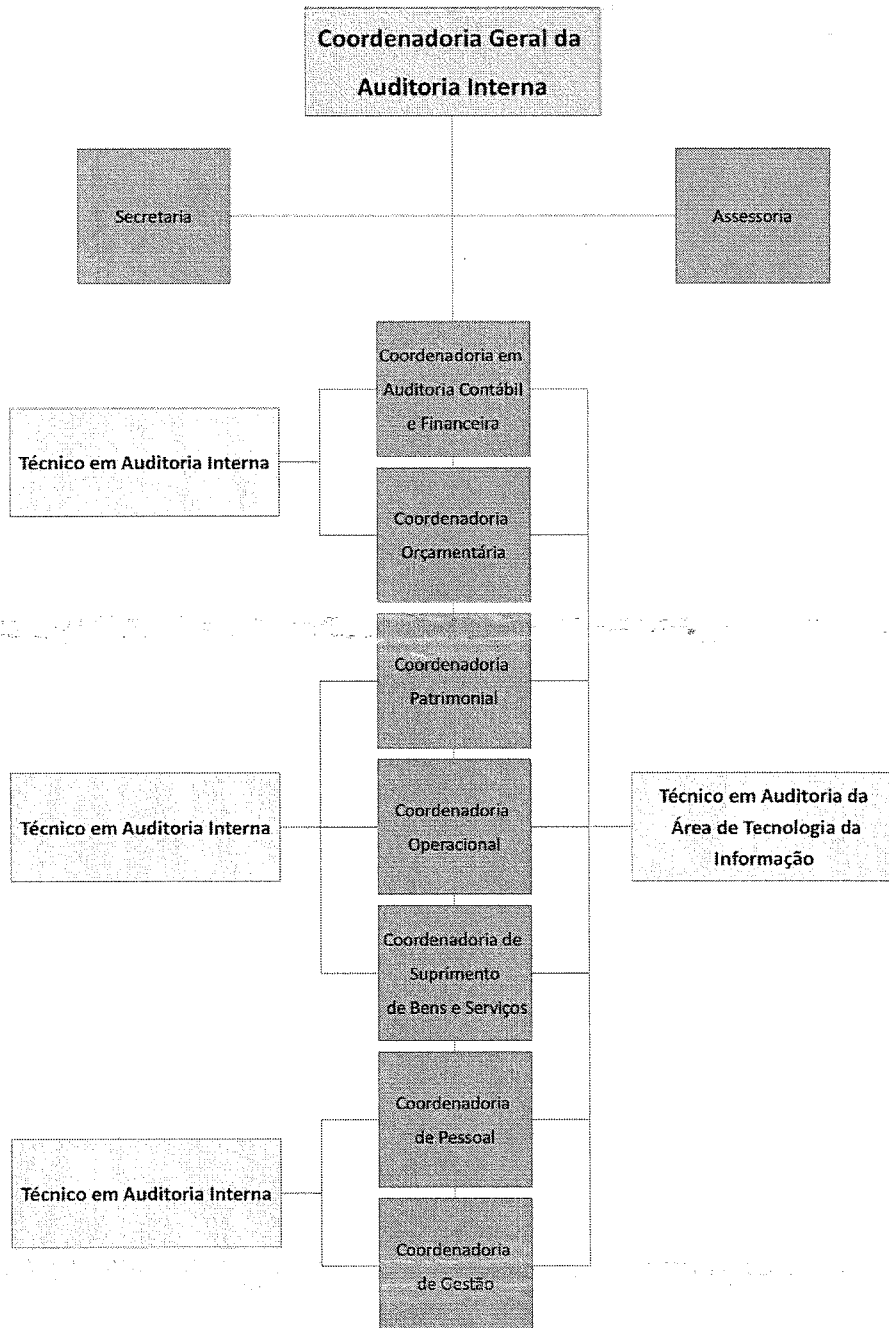 Coordenadoria Geral da
Auditoria Interna
Secretaria
Assessoria
Coordenadoria em
Auditoria Contábil
e Financeira
Técnico em Auditoria Interna
Coordenadoria
Orçamentária
Coordenadoria
Patrimonial
Técnico em Auditoria Interna
Coordenadoria
Operacional
Técnico em Auditoria da
Área de Tecnologia da
Informação
Coordenadoria de
Suprimento
de Bens e Serviços
Coordenadoria
de Pessoal
Técnico em Auditoria Interna
Coordenadoria
de Gestão